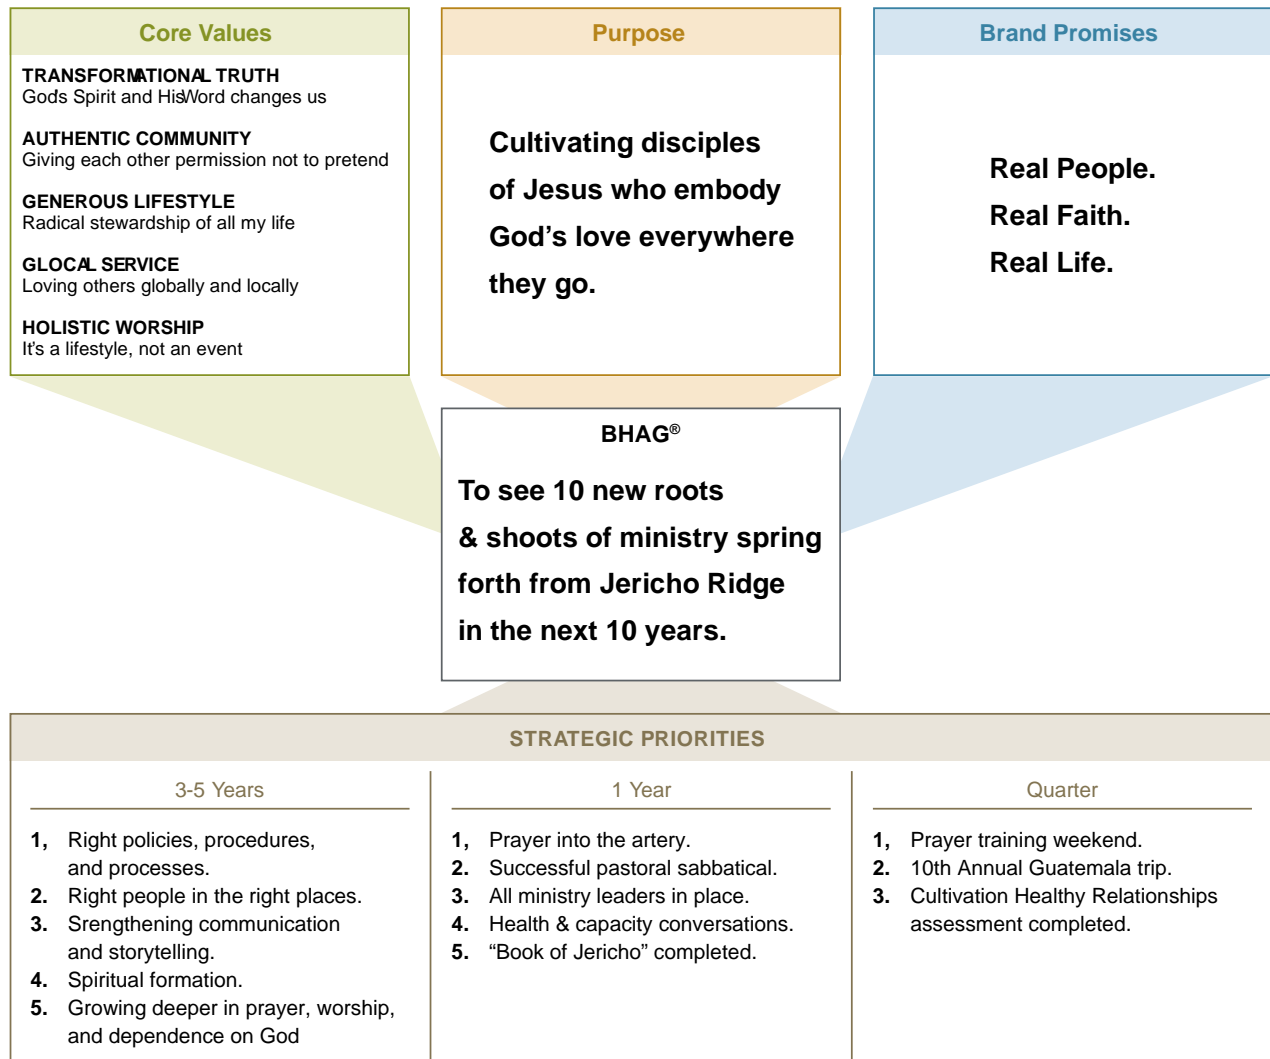 Core Values
TRANSFORMATIONAL TRUTH
God's Spirit and His Word changes us
AUTHENTIC COMMUNITY
Giving each other permission not to pretend
GENEROUS LIFESTYLE
Radical stewardship of all my life
GLOCAL SERVICE
Loving others globally and locally
HOLISTIC WORSHIP
It's a lifestyle, not an event
Purpose
Cultivating disciples
of Jesus who embody
God’s love everywhere
they go.
Brand Promises
Real People.
Real Faith.
Real Life.
BHAG®
To see 10 new roots
& shoots of ministry spring
forth from Jericho Ridge
in the next 10 years.
STRATEGIC PRIORITIES
3-5 Years
1, Right policies, procedures,
and processes.
2. Right people in the right places.
3. Srengthening communication
and storytelling.
4. Spiritual formation.
5. Growing deeper in prayer, worship,
and dependence on God
1 Year
1, Prayer into the artery.
2. Successful pastoral sabbatical.
3. All ministry leaders in place.
4. Health & capacity conversations.
5. “Book of Jericho” completed.
Quarter
1, Prayer training weekend.
2. 10th Annual Guatemala trip.
3. Cultivation Healthy Relationships
assessment completed.